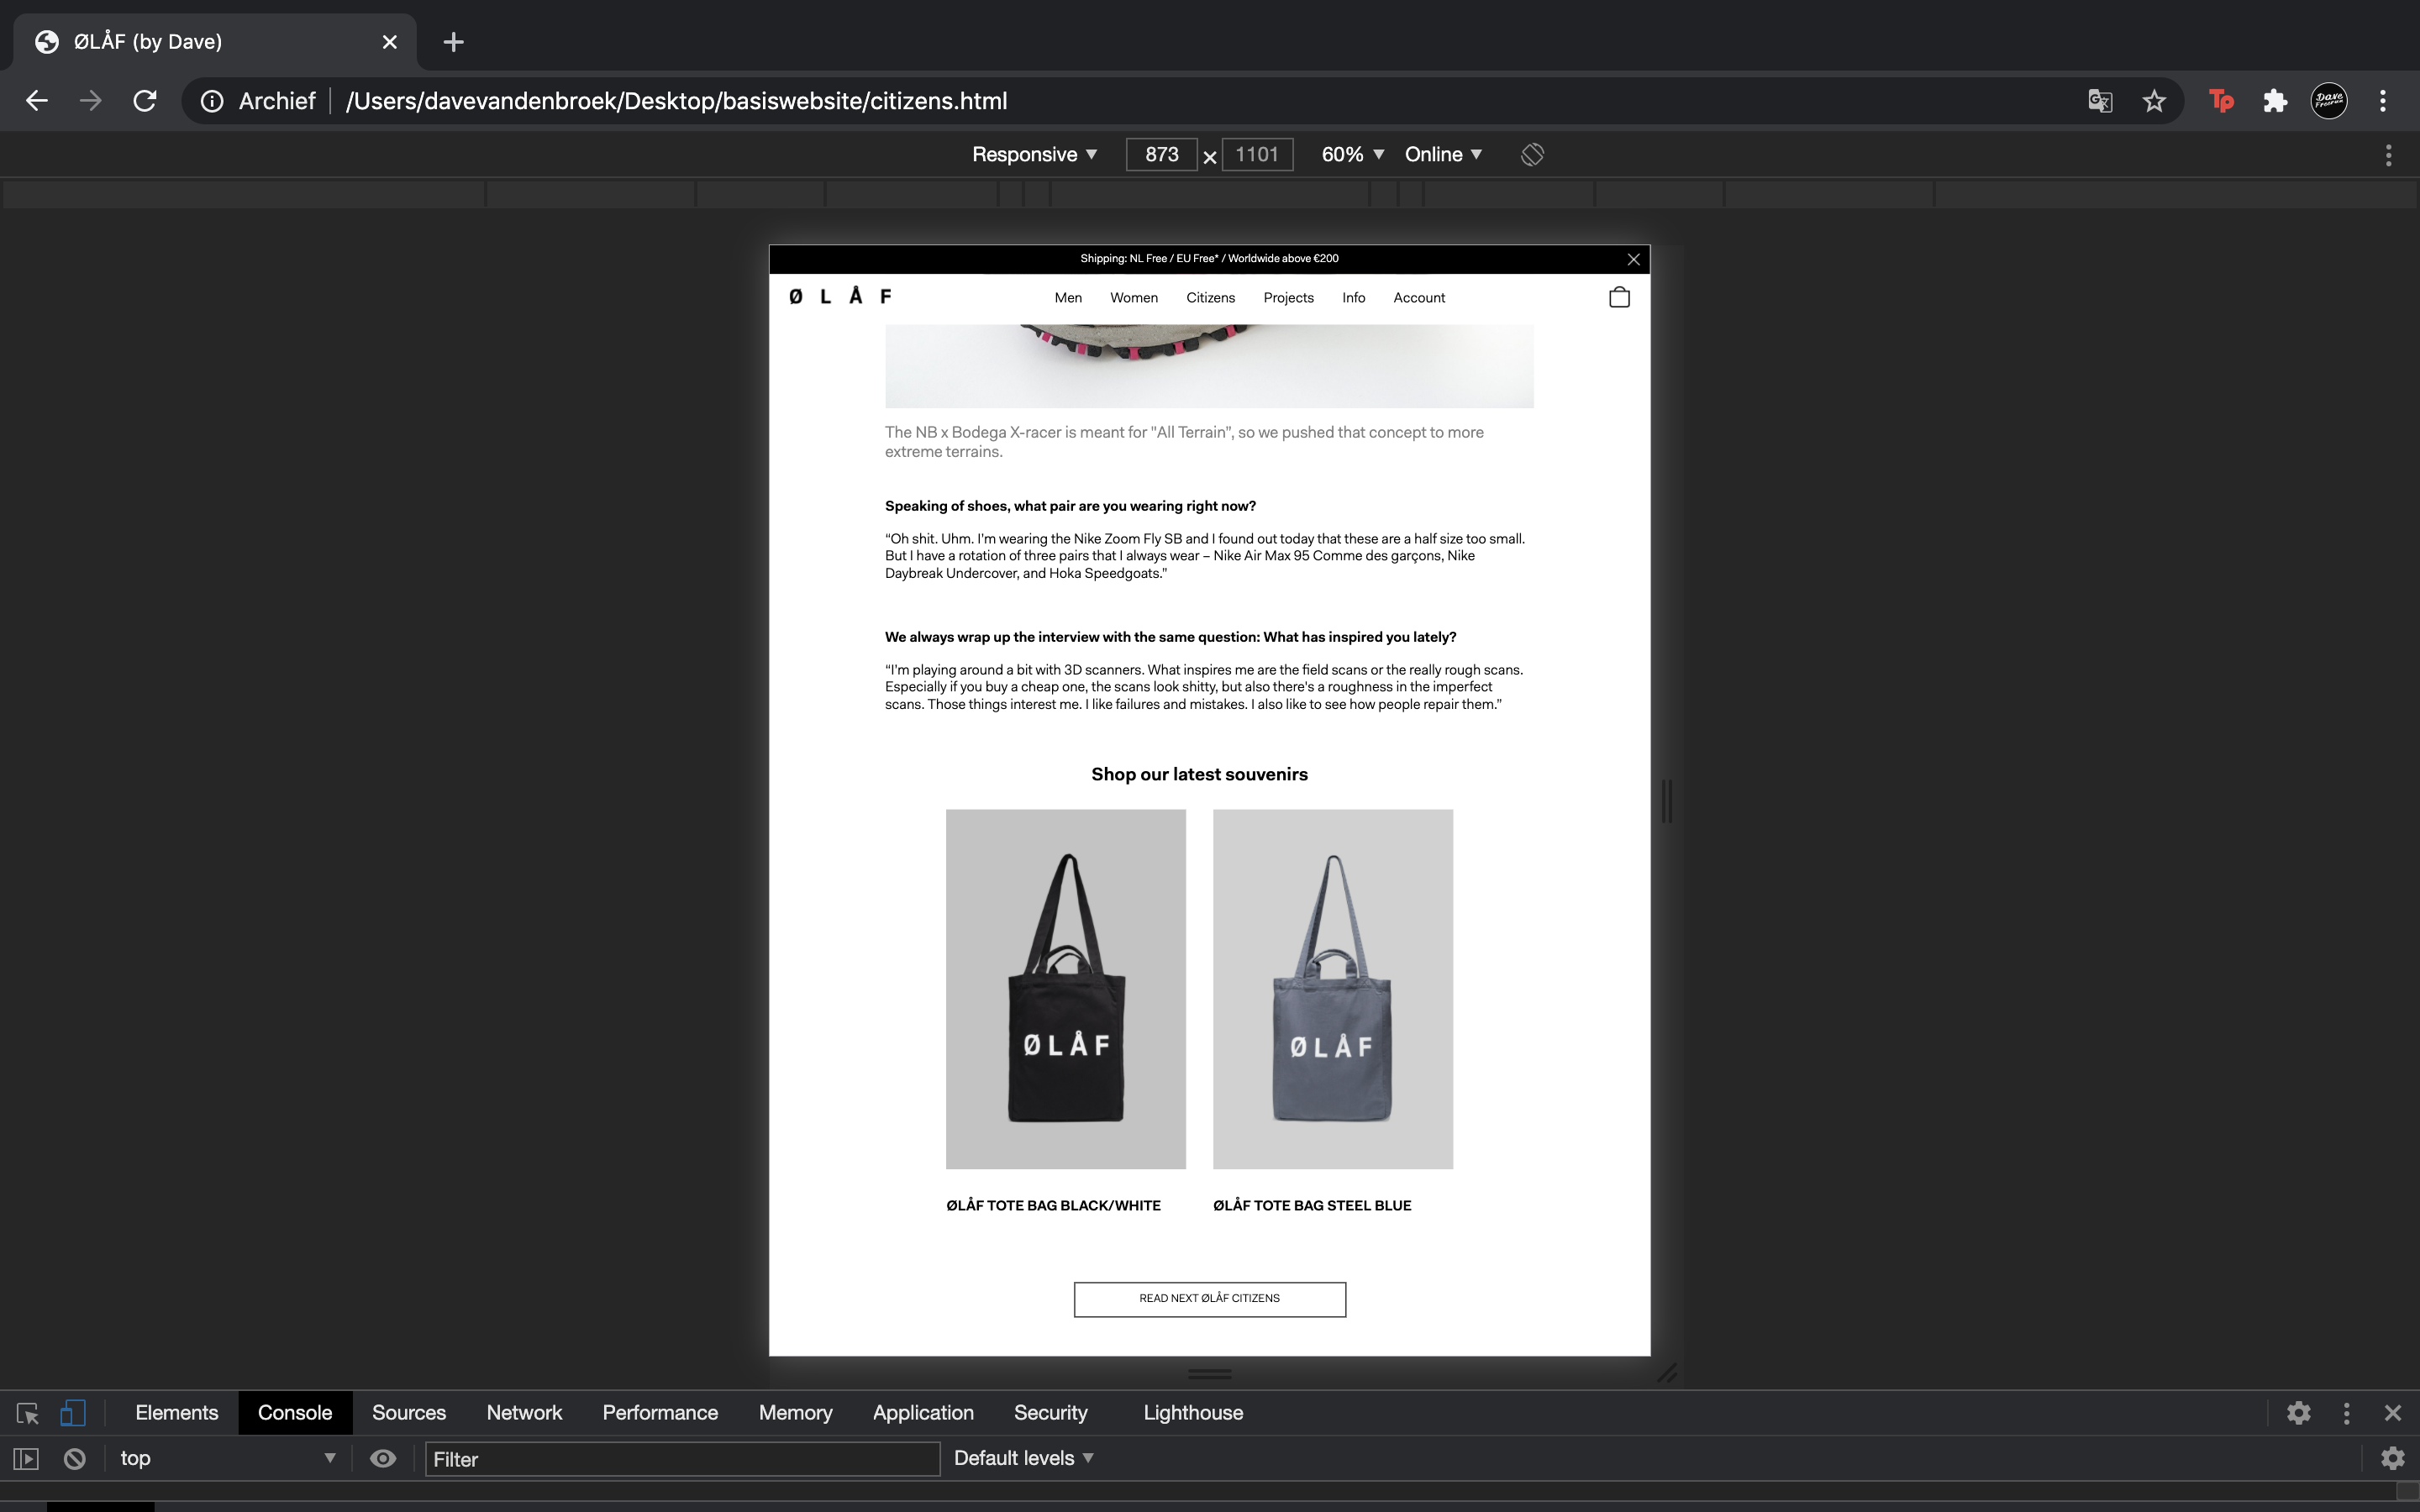 ØLÅF (by Dave)
Archief /Users/davevandenbroek/Desktop/basiswebsite/citizens.html
Tp
Dave
Responsive 873 x 1101 60% Online
Shipping: NL Free / EU Free* / Worldwide above €200
ØLÅF Men Women Citizens Projects Info Account
The NB x Bodega X-racer is meant for "All Terrain”, so we pushed that concept to more
extreme terrains.
Speaking of shoes, what pair are you wearing right now?
“Oh shit. Uhm. I’m wearing the Nike Zoom Fly SB and I found out today that these are a half size too small.
But I have a rotation of three pairs that I always wear – Nike Air Max 95 Comme des garçons, Nike
Daybreak Undercover, and Hoka Speedgoats.”
We always wrap up the interview with the same question: What has inspired you lately?
“I’m playing around a bit with 3D scanners. What inspires me are the field scans or the really rough scans.
Especially if you buy a cheap one, the scans look shitty, but also there’s a roughness in the imperfect
scans. Those things interest me. I like failures and mistakes. I also like to see how people repair them.”
Shop our latest souvenirs
ØLÅF ØLÅF
ØLÅF TOTE BAG BLACK/WHITE ØLÅF TOTE BAG STEEL BLUE
READ NEXT ØLÅF CITIZENS
Elements Console Sources Network Performance Memory Application Security Lighthouse
top Filter Default levels